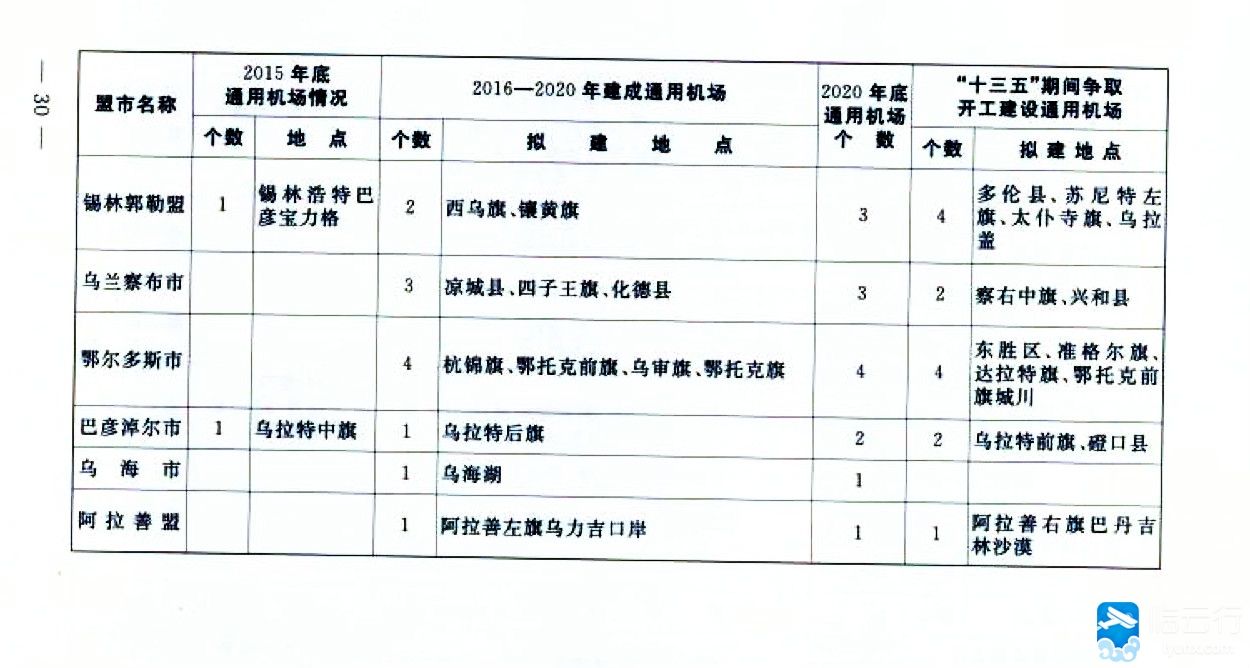 — 30 —
盟市名称
2015年底
通用机场情况
2016—2020年建成通用机场
2020年底
通用机场
个 数
“十三五”期间争取
开工建设通用机场
个数 地 点 个数 拟 建 地 点 个数 拟建地点
锡林郭勒盟 1 锡林浩特巴
彦宝力格 2 西乌旗、镶黄旗 3 4 多伦县、苏尼特左
旗、太仆寺旗、乌拉
盖
乌兰察布市 3 凉城县、四子王旗、化德县 3 2 察右中旗、兴和县
鄂尔多斯市 4 杭锦旗、鄂托克前旗、乌审旗、鄂托克旗 4 4 东胜区、准格尔旗、
达拉特旗、鄂托克前
旗城川
巴彦淖尔市 1 乌拉特中旗 1 乌拉特后旗 2 2 乌拉特前旗、磴口县
乌 海 市 1 乌海湖 1
阿拉善盟 1 阿拉善左旗乌力吉口岸 1 1 阿拉善右旗巴丹吉
林沙漠
临云行